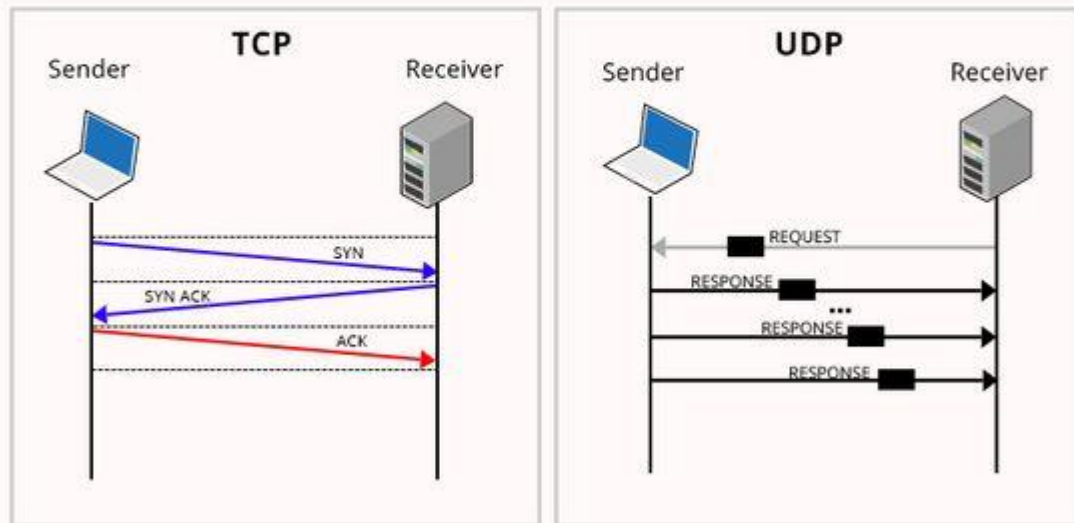 TCP
Sender
Receiver
SYN
SYN ACK
ACK
UDP
Sender
Receiver
REQUEST
RESPONSE
...
RESPONSE
RESPONSE